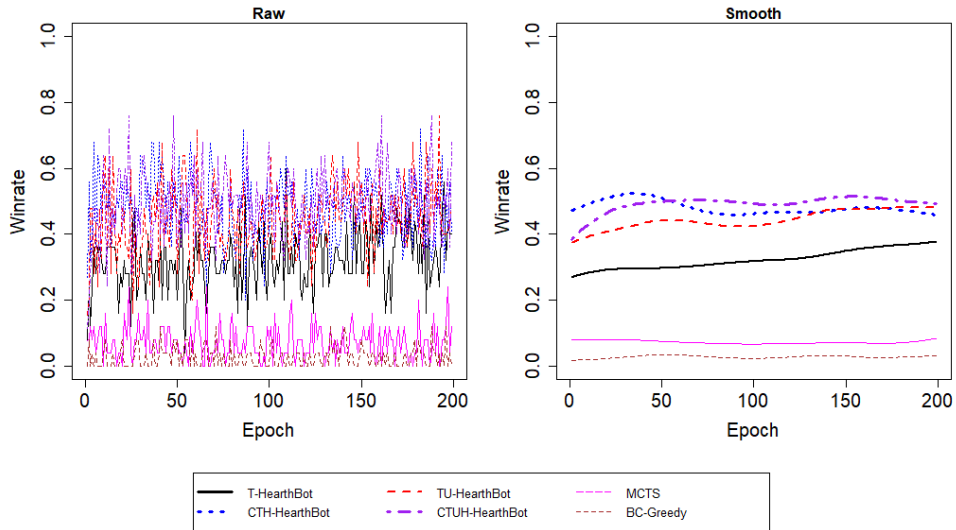 Raw
Smooth
Winrate
0.0
0.2
0.4
0.6
0.8
1.0
0
50
100
150
200
Epoch
Winrate
0.0
0.2
0.4
0.6
0.8
1.0
0
50
100
150
200
Epoch
T-HearthBot
TU-HearthBot
MCTS
CTH-HearthBot
CTUH-HearthBot
BC-Greedy